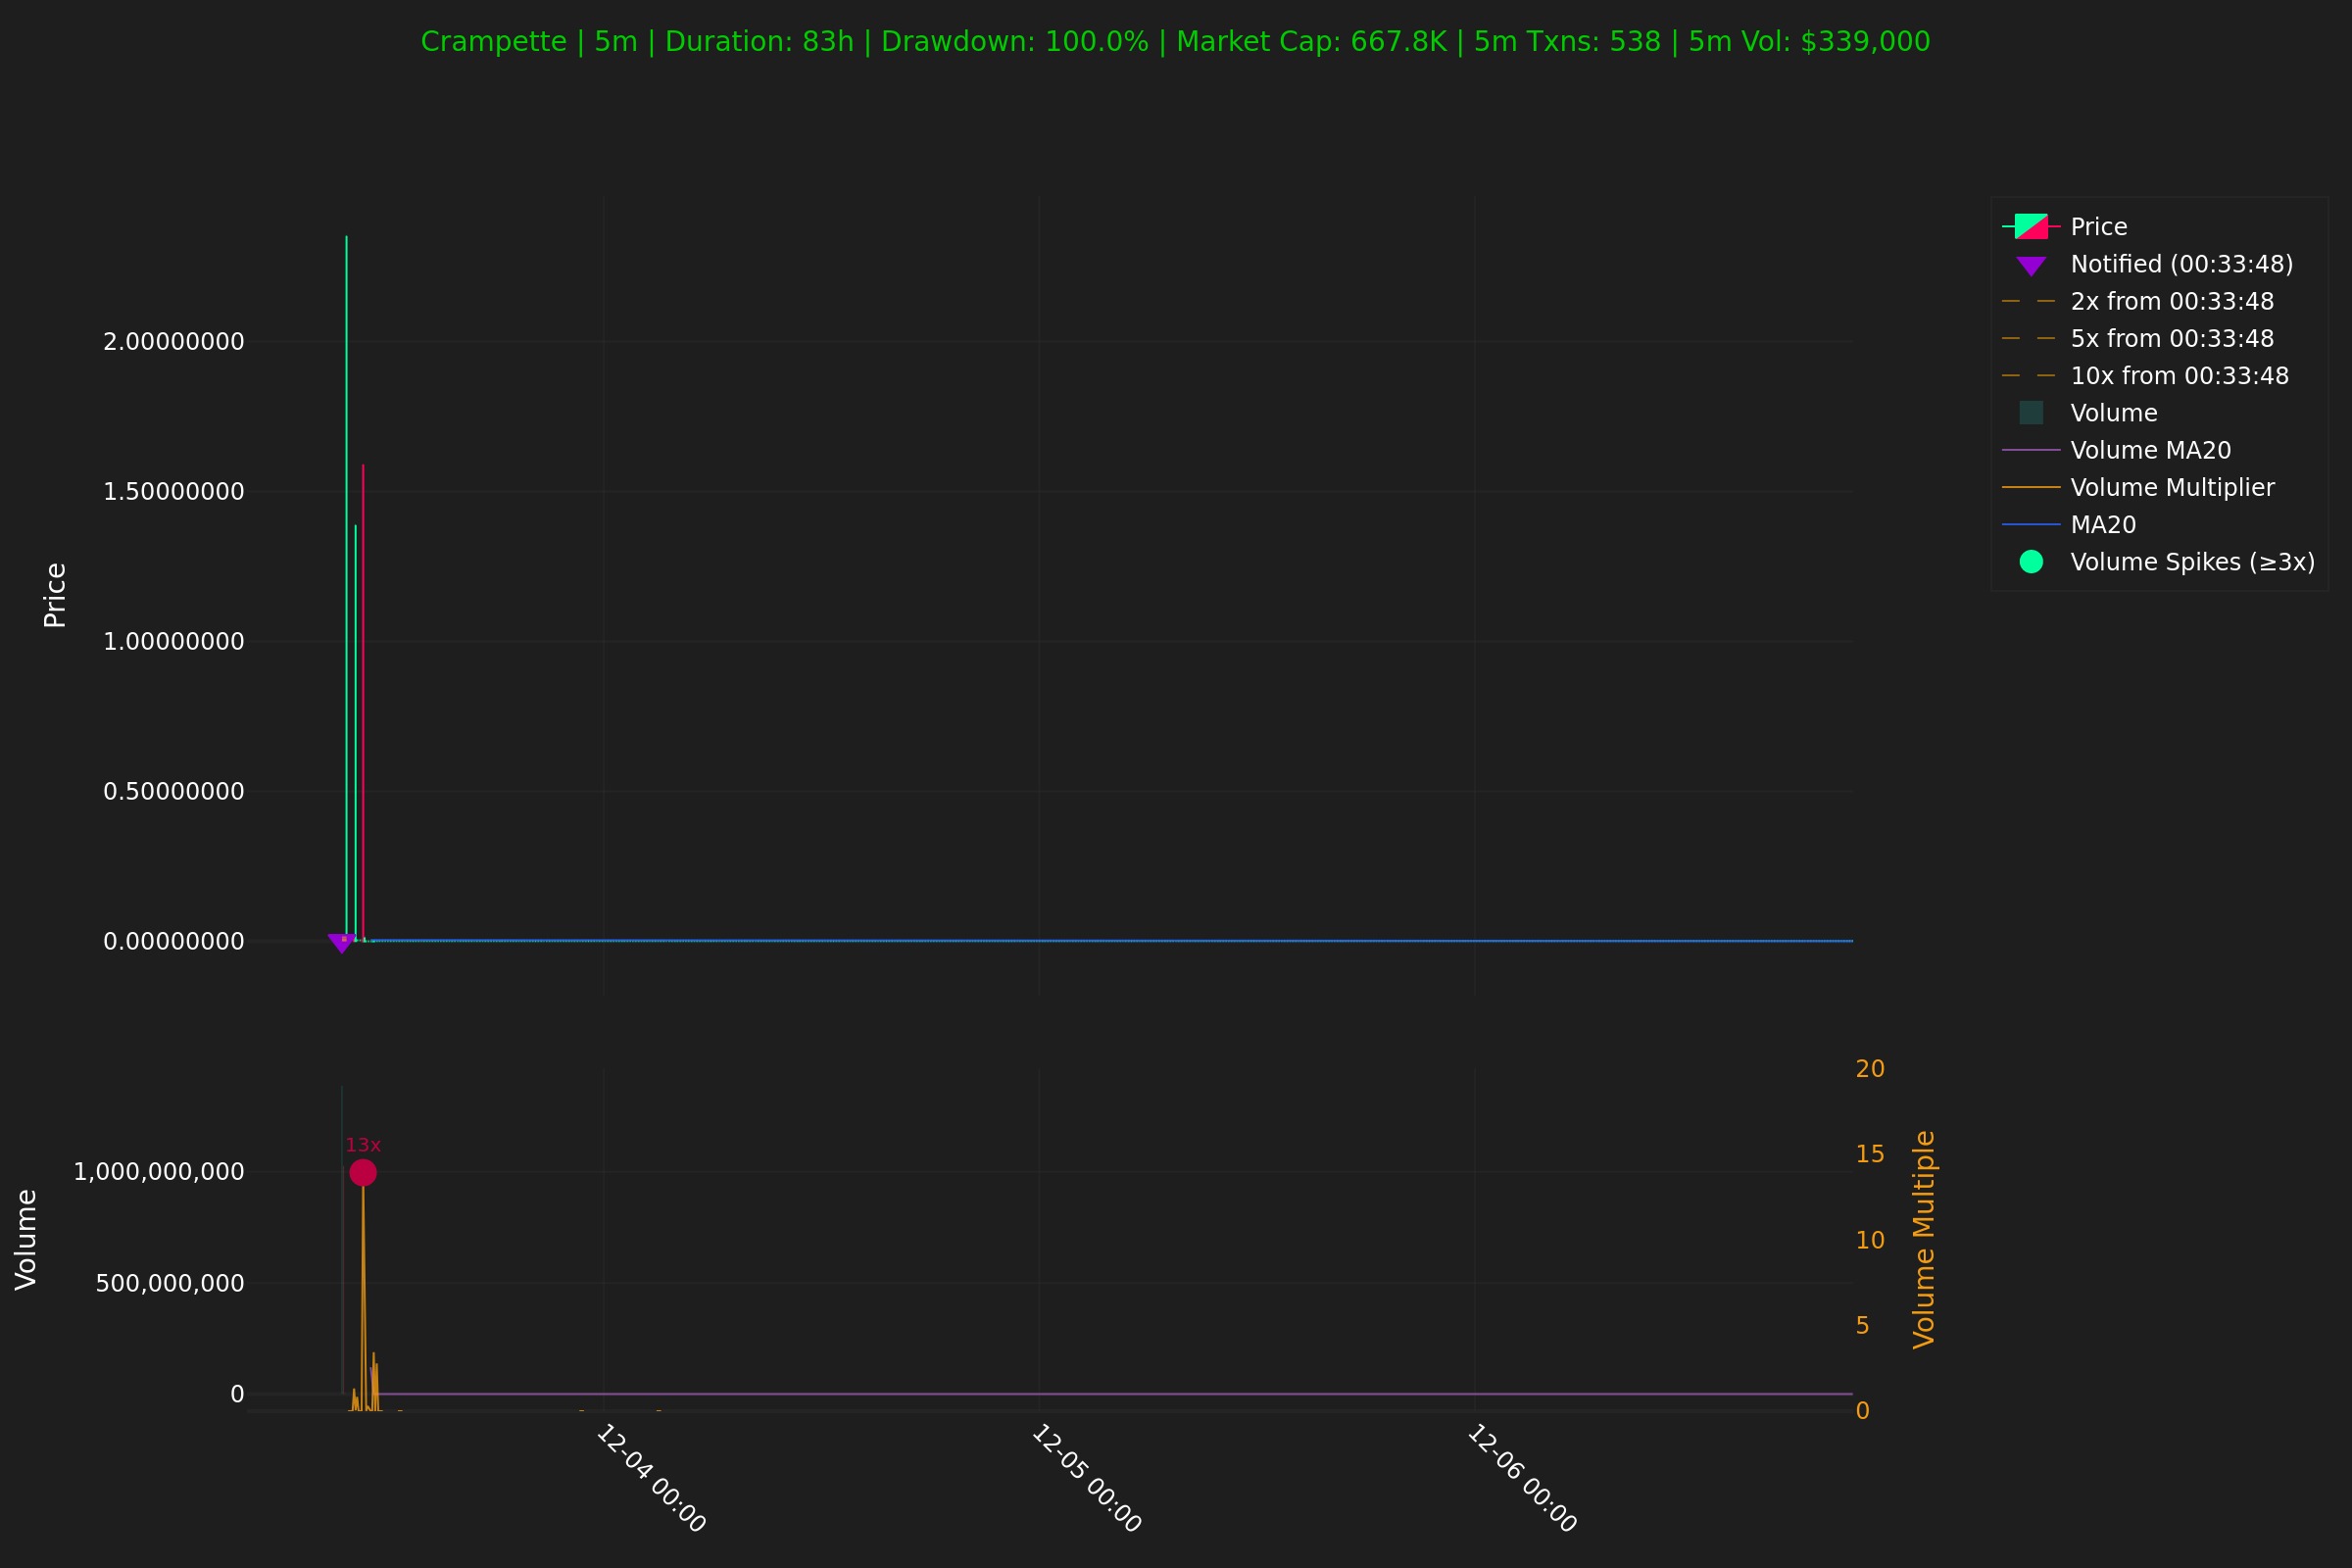 Crampette | 5m | Duration: 83h | Drawdown: 100.0% | Market Cap: 667.8K | 5m Txns: 538 | 5m Vol: $339,000
Price
2.00000000
1.50000000
1.00000000
0.50000000
0.00000000
Price
Notified (00:33:48)
2x from 00:33:48
5x from 00:33:48
10x from 00:33:48
Volume
Volume MA20
Volume Multiplier
MA20
Volume Spikes (≥3x)
Volume
1,000,000,000
500,000,000
0
13x
20
15
10
5
0
Volume Multiple
12-04 00:00
12-05 00:00
12-06 00:00